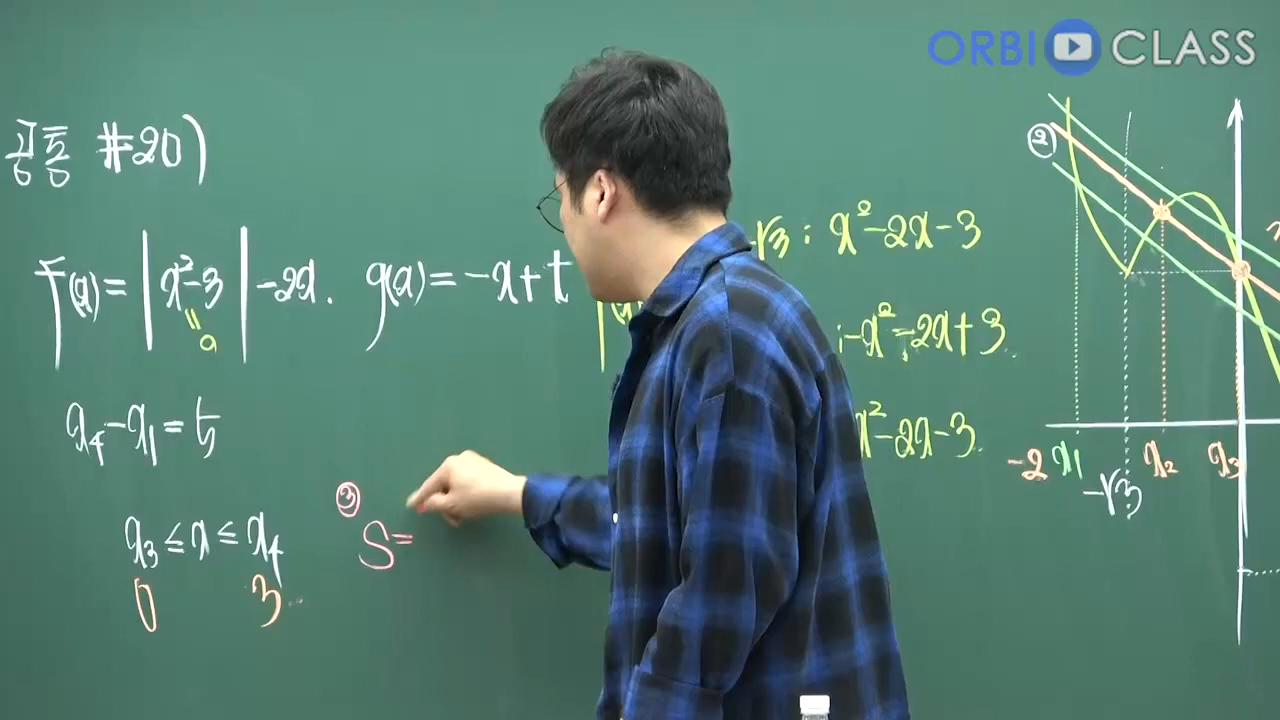 ORBI CLASS
공통 #20)
f(x) = |x²-3| -2x. g(x) = -x+t
a
x₄-x₁=5
x₃ ≤ x ≤ x₄
0 3
③
S=
-√3 : x²-2x-3
: -x²-2x+3
x²-2x-3
②
-2 x₁ -√3 x₂ x₃